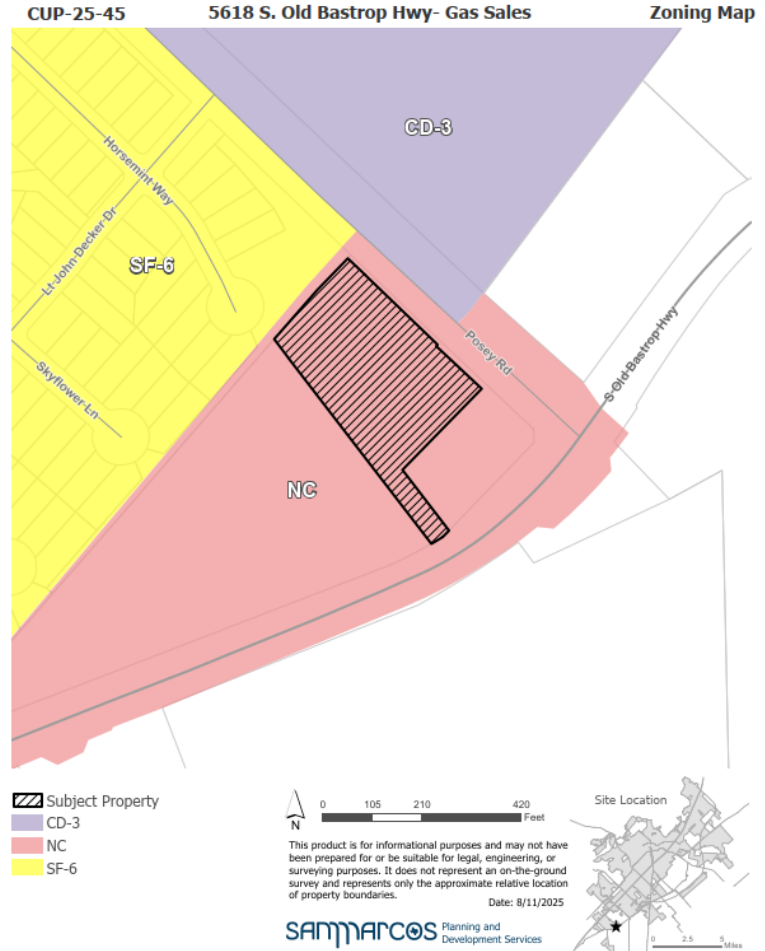 CUP-25-45 5618 S. Old Bastrop Hwy- Gas Sales Zoning Map
CD-3
Horsemint Way
Lt John Decker Dr
SF-6
Posey Rd
S Old Bastrop Hwy
Skyflower Ln
NC
Subject Property
CD-3
NC
SF-6
N
0 105 210 420
Feet
This product is for informational purposes and may not have
been prepared for or be suitable for legal, engineering, or
surveying purposes. It does not represent an on-the-ground
survey and represents only the approximate relative location
of property boundaries.
Date: 8/11/2025
SAN MARCOS Planning and
Development Services
Site Location
0 2.5 5
Miles